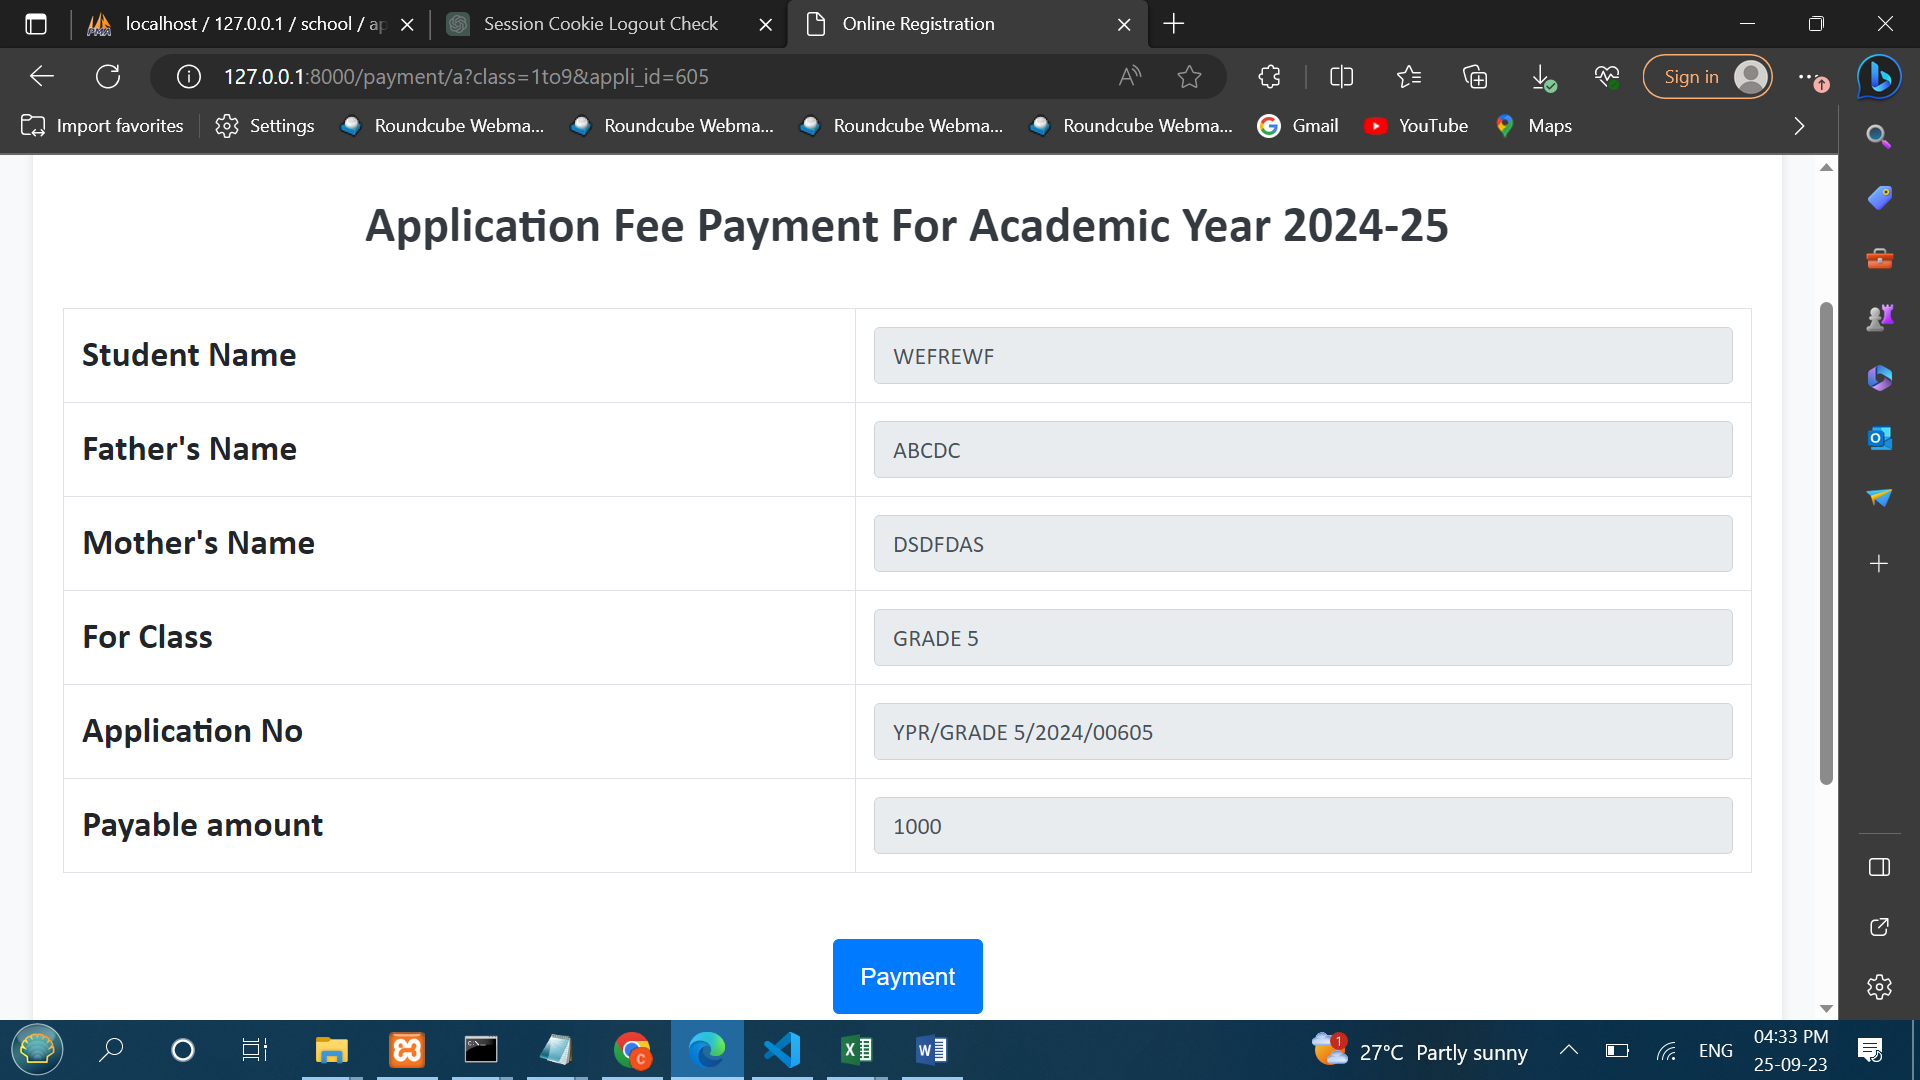 localhost / 127.0.0.1 / school / ap
Session Cookie Logout Check
Online Registration
127.0.0.1:8000/payment/a?class=1to9&appli_id=605
Sign in
Import favorites
Settings
Roundcube Webma...
Roundcube Webma...
Roundcube Webma...
Roundcube Webma...
Gmail
YouTube
Maps
Application Fee Payment For Academic Year 2024-25
Student Name
WEFREWF
Father's Name
ABCDC
Mother's Name
DSDFDAS
For Class
GRADE 5
Application No
YPR/GRADE 5/2024/00605
Payable amount
1000
Payment
1
27°C Partly sunny
ENG
04:33 PM
25-09-23